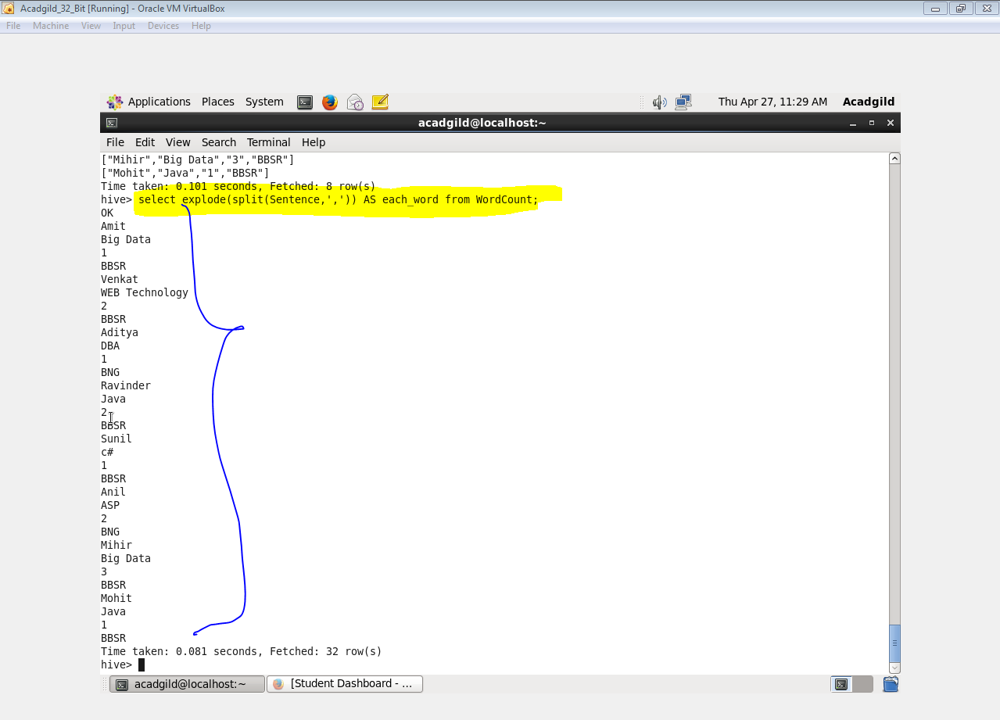 Acadgild_32_Bit [Running] - Oracle VM VirtualBox
File Machine View Input Devices Help
Applications Places System Thu Apr 27, 11:29 AM Acadgild
acadgild@localhost:~
File Edit View Search Terminal Help
["Mihir","Big Data","3","BBSR"]
["Mohit","Java","1","BBSR"]
Time taken: 0.101 seconds, Fetched: 8 row(s)
hive> select explode(split(Sentence,',')) AS each_word from WordCount;
OK
Amit
Big Data
1
BBSR
Venkat
WEB Technology
2
BBSR
Aditya
DBA
1
BNG
Ravinder
Java
2
BBSR
Sunil
c#
1
BBSR
Anil
ASP
2
BNG
Mihir
Big Data
3
BBSR
Mohit
Java
1
BBSR
Time taken: 0.081 seconds, Fetched: 32 row(s)
hive>
acadgild@localhost:~ [Student Dashboard - ...